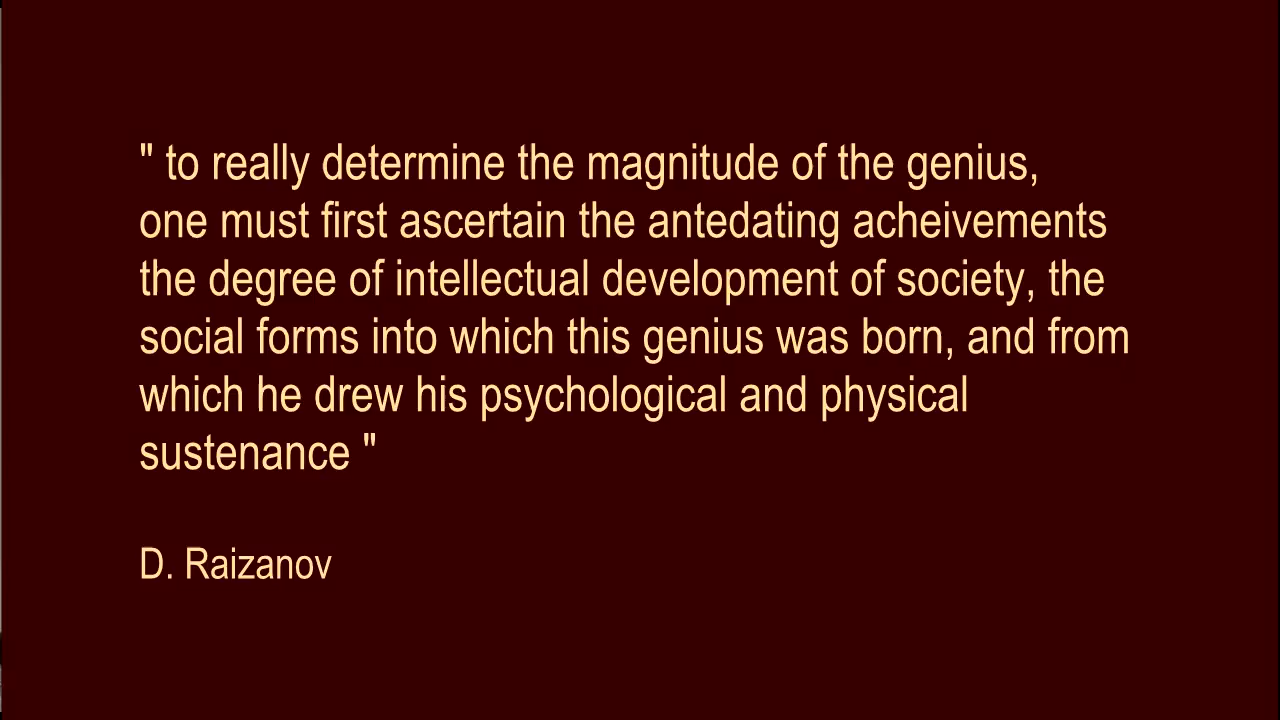 " to really determine the magnitude of the genius,
one must first ascertain the antedating acheivements
the degree of intellectual development of society, the
social forms into which this genius was born, and from
which he drew his psychological and physical
sustenance "
D. Raizanov